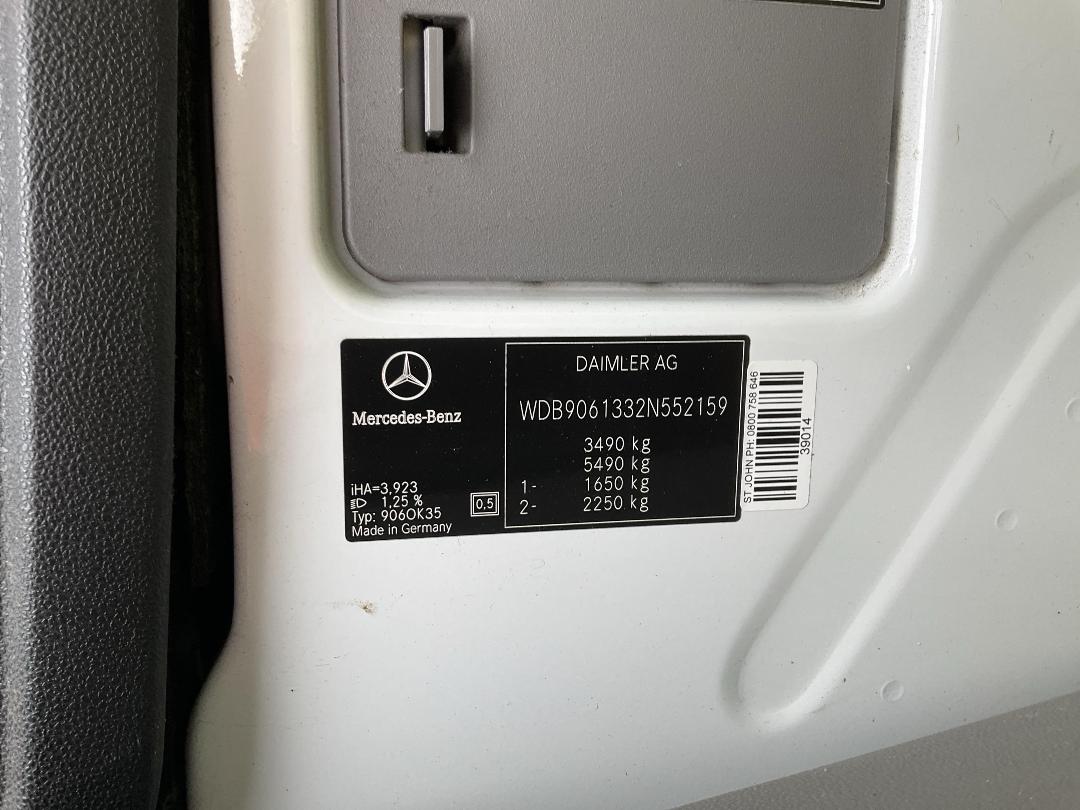 Mercedes-Benz
iHA=3,923
1,25 %
Typ: 906OK35
Made in Germany
0.5
DAIMLER AG
WDB9061332N552159
3490 kg
5490 kg
1- 1650 kg
2- 2250 kg
ST JOHN PH: 0800 758 646
39014